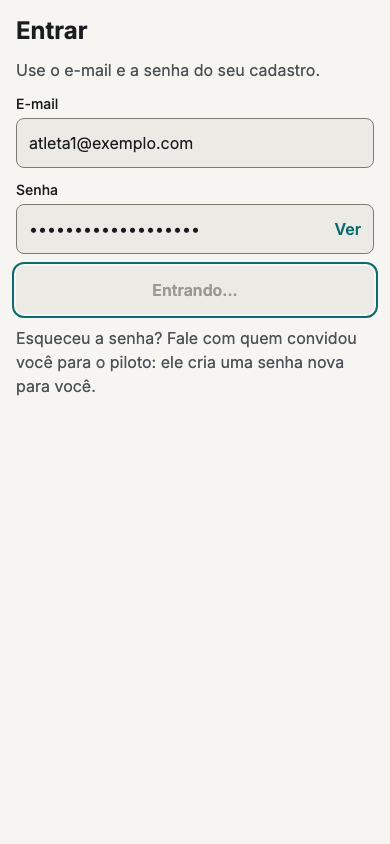 Entrar
Use o e-mail e a senha do seu cadastro.
E-mail
atleta1@exemplo.com
Senha
•••••••••••••••••••
Ver
Entrando...
Esqueceu a senha? Fale com quem convidou
você para o piloto: ele cria uma senha nova
para você.